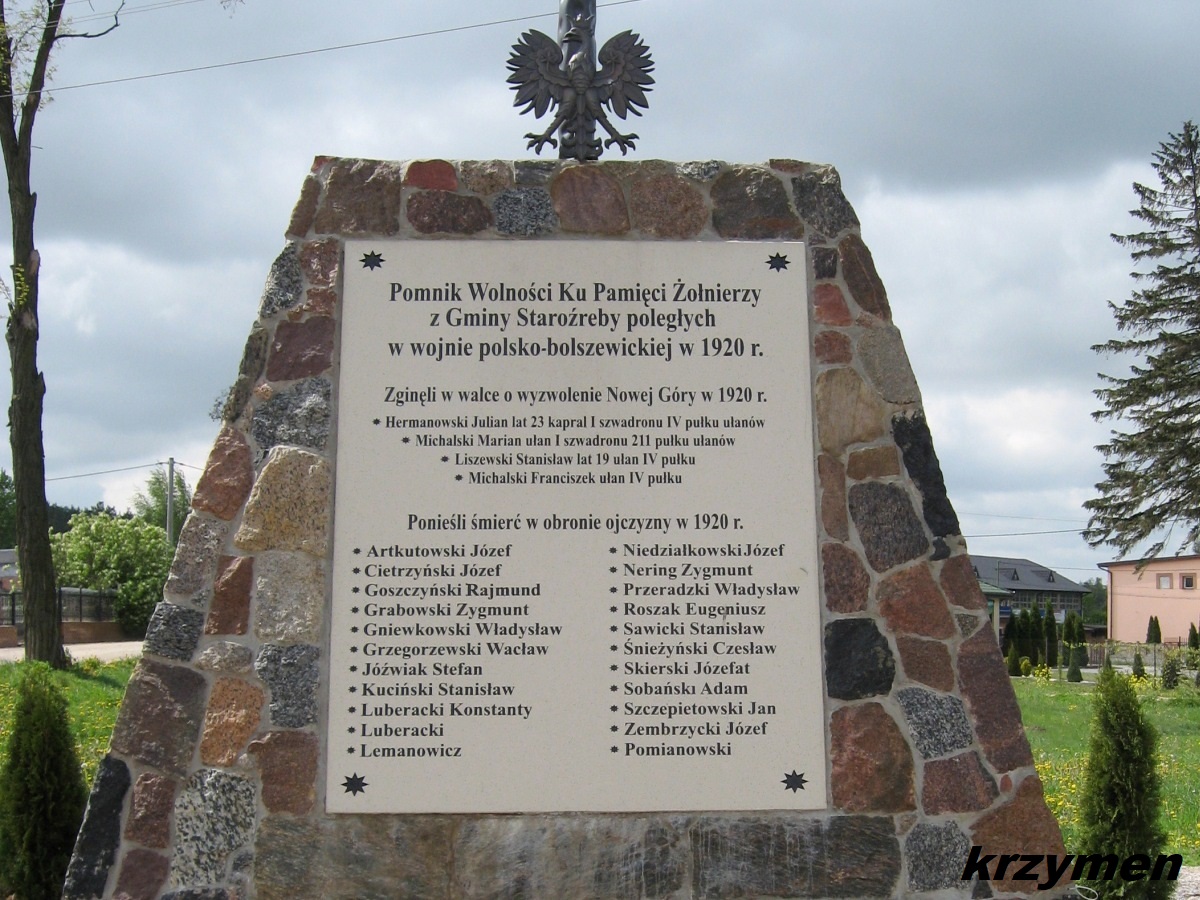 Pomnik Wolności Ku Pamięci Żołnierzy
z Gminy Staroźreby poległych
w wojnie polsko-bolszewickiej w 1920 r.
Zginęli w walce o wyzwolenie Nowej Góry w 1920 r.
Hermanowski Julian lat 23 kapral I szwadronu IV pułku ułanów
Michalski Marian ułan I szwadronu 211 pułku ułanów
Liszewski Stanisław lat 19 ułan IV pułku
Michalski Franciszek ułan IV pułku
Ponieśli śmierć w obronie ojczyzny w 1920 r.
Artkutowski Józef
Cietrzyński Józef
Goszczyński Rajmund
Grabowski Zygmunt
Gniewkowski Władysław
Grzegorzewski Wacław
Jóźwiak Stefan
Kuciński Stanisław
Luberacki Konstanty
Luberacki
Lemanowicz
Niedziałkowski Józef
Nering Zygmunt
Przeradzki Władysław
Roszak Eugeniusz
Sawicki Stanisław
Śnieżyński Czesław
Skierski Józefat
Sobański Adam
Szczepietowski Jan
Zembrzycki Józef
Pomianowski
krzymen